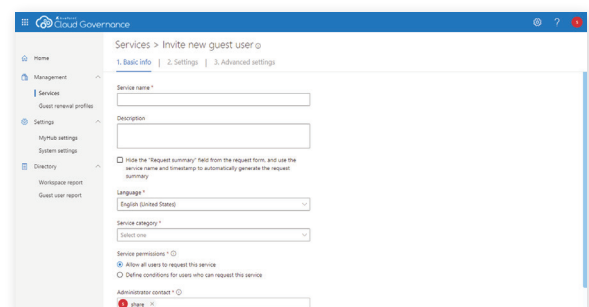 AvePoint
Cloud Governance
?
Home
Management
Services
Guest renewal profiles
Settings
MyHub settings
System settings
Directory
Workspace report
Guest user report
Services > Invite new guest user
1. Basic info | 2. Settings | 3. Advanced settings
Service name *
Description
Hide the "Request summary" field from the request form, and use the
service name and timestamp to automatically generate the request
summary
Language *
English (United States)
Service category *
Select one
Service permissions *
Allow all users to request this service
Define conditions for users who can request this service
Administrator contact *
share ×